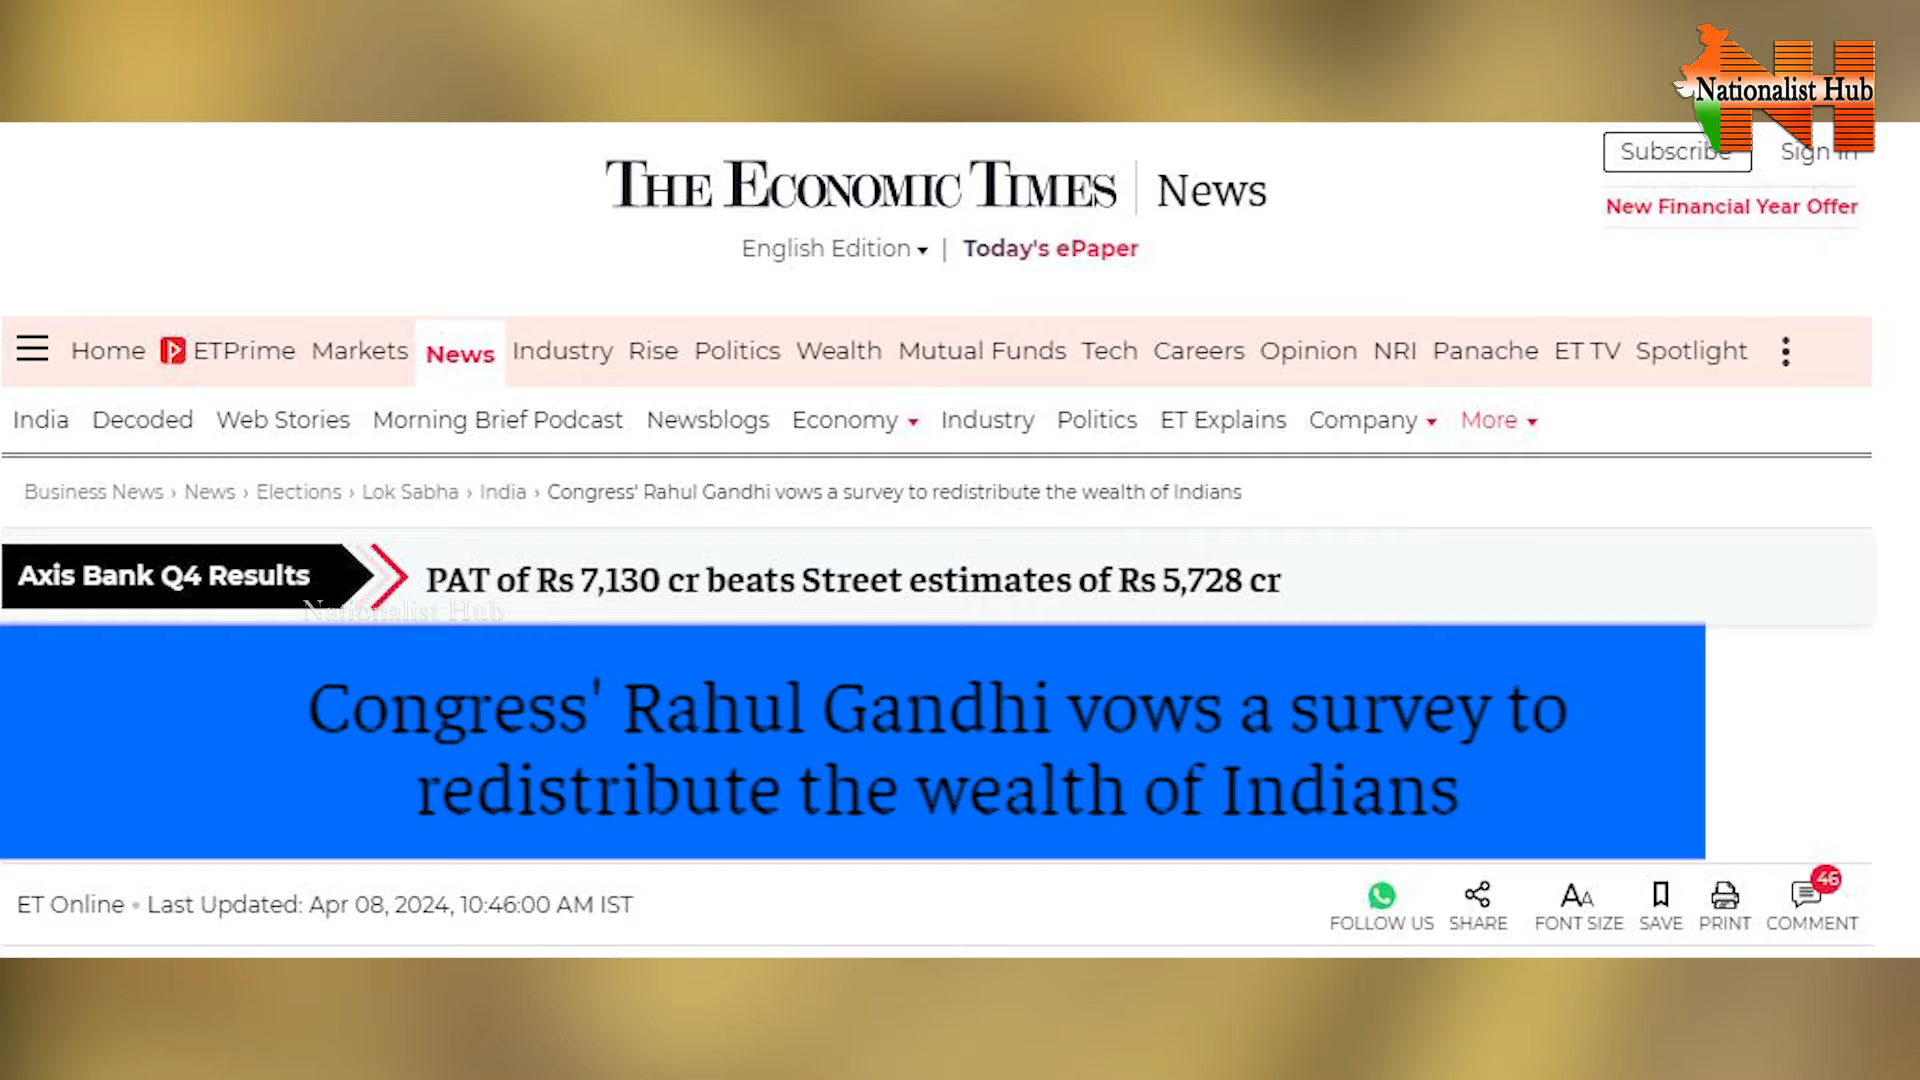 Nationalist Hub
Subscribe Sign In
THE ECONOMIC TIMES | News
New Financial Year Offer
English Edition | Today's ePaper
Home ETPrime Markets News Industry Rise Politics Wealth Mutual Funds Tech Careers Opinion NRI Panache ET TV Spotlight
India Decoded Web Stories Morning Brief Podcast Newsblogs Economy Industry Politics ET Explains Company More
Business News › News › Elections › Lok Sabha › India › Congress' Rahul Gandhi vows a survey to redistribute the wealth of Indians
Axis Bank Q4 Results PAT of Rs 7,130 cr beats Street estimates of Rs 5,728 cr
Nationalist Hub
Congress' Rahul Gandhi vows a survey to
redistribute the wealth of Indians
46
ET Online • Last Updated: Apr 08, 2024, 10:46:00 AM IST
FOLLOW US SHARE FONT SIZE SAVE PRINT COMMENT